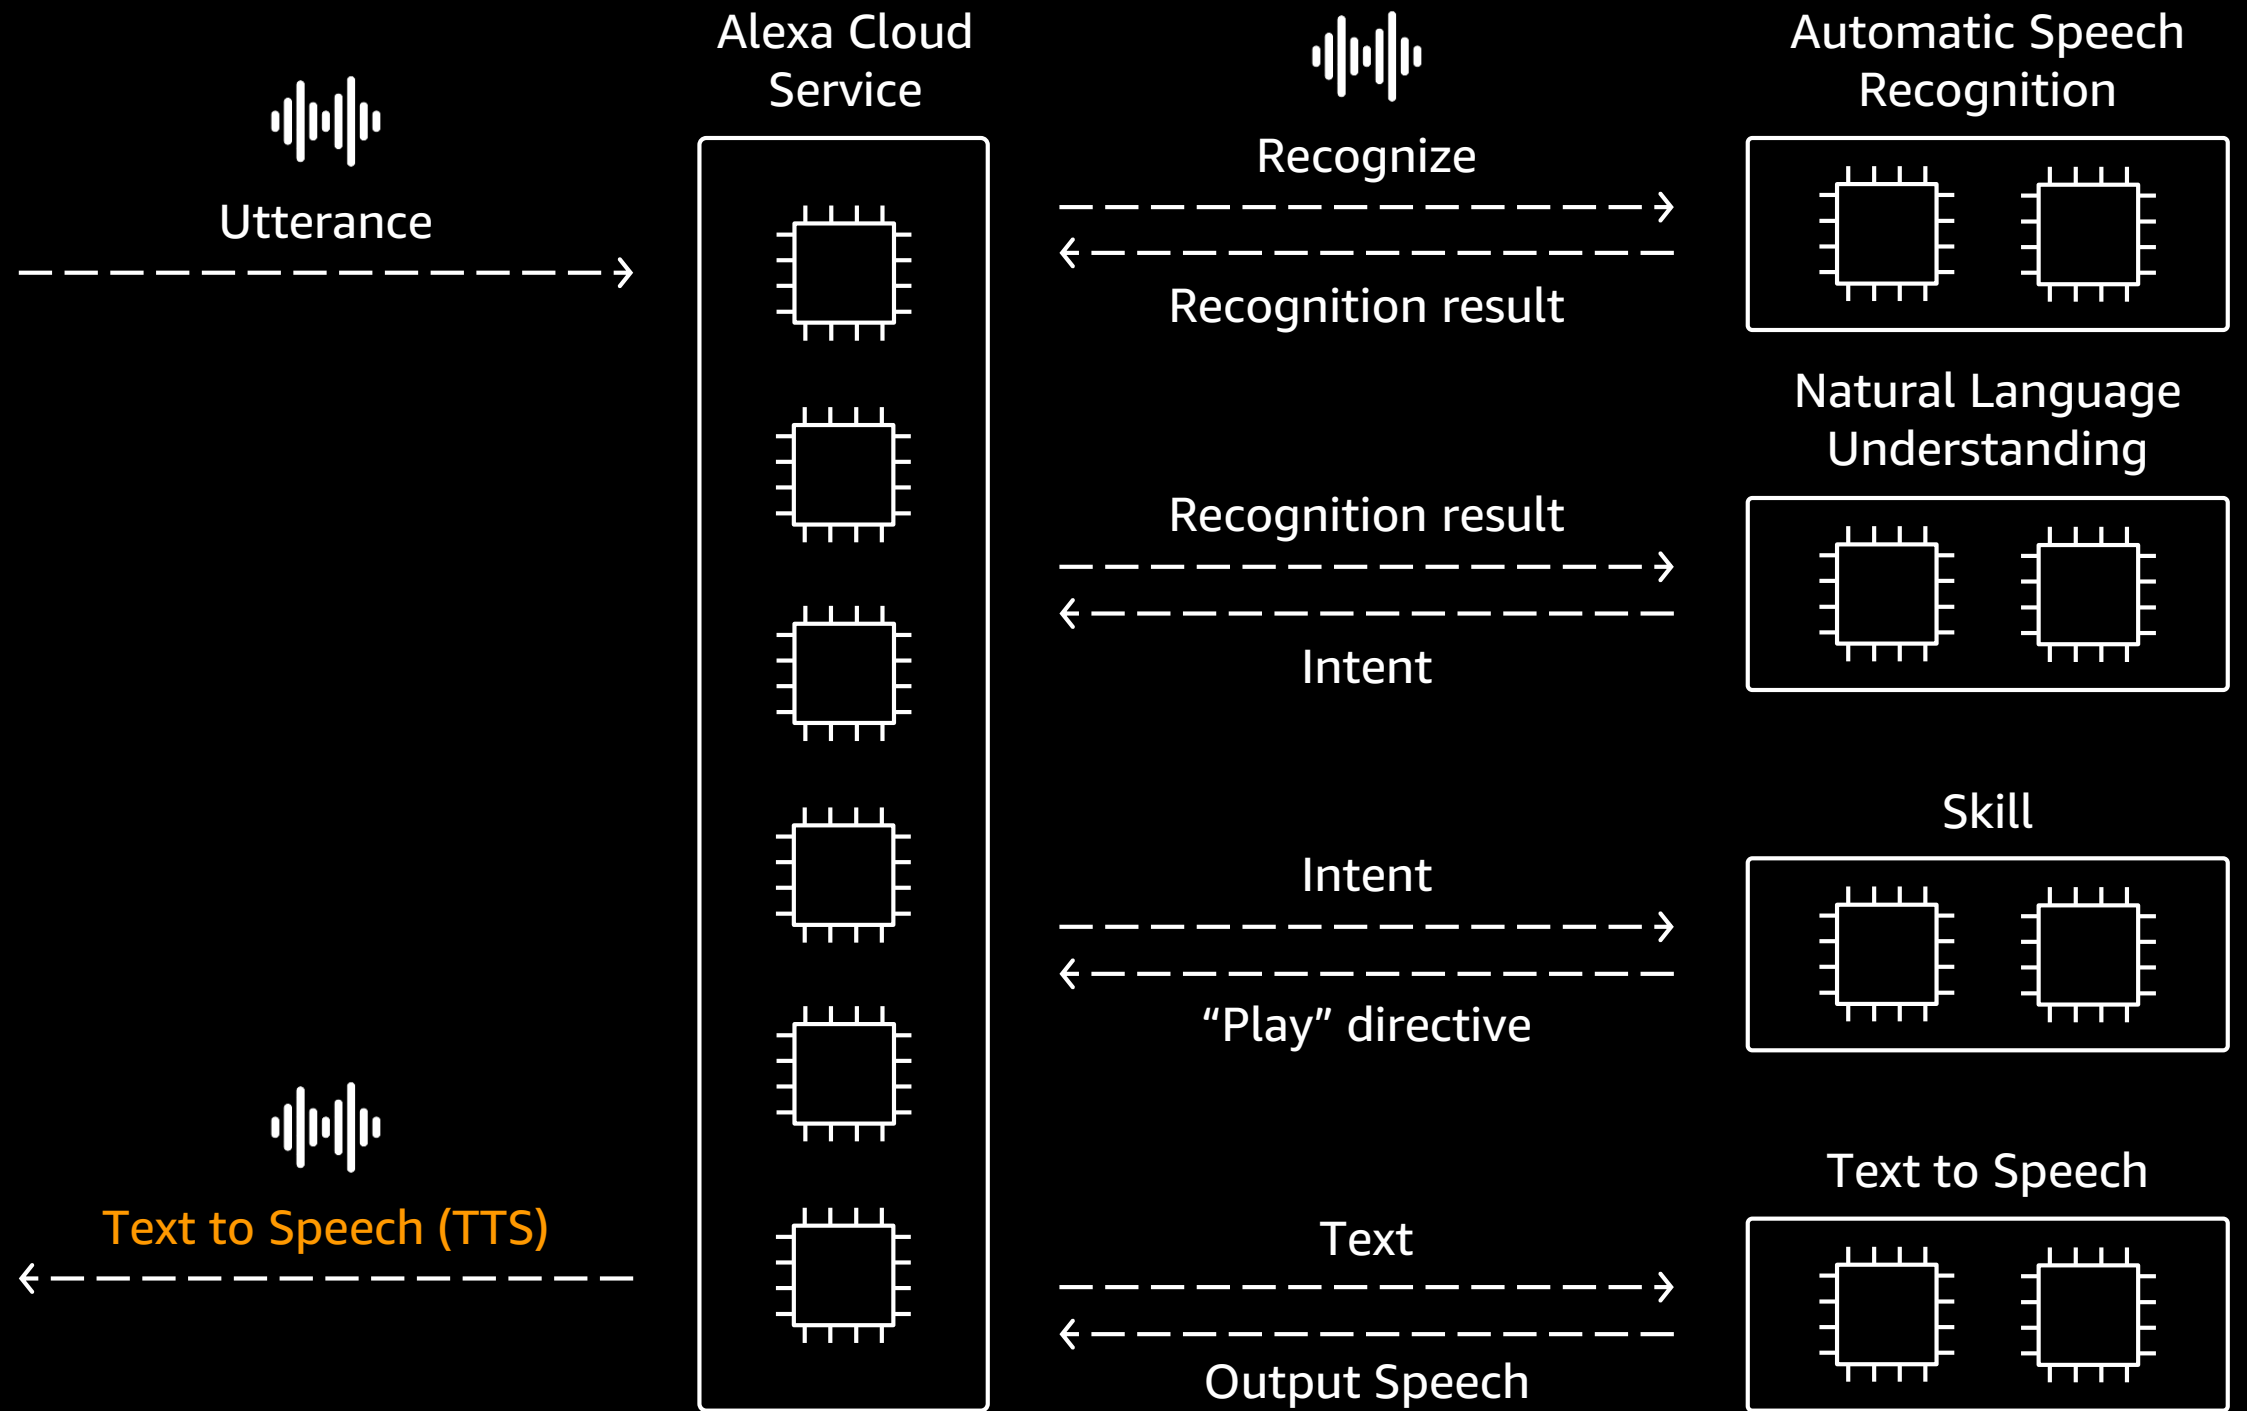 Alexa Cloud
Service
Automatic Speech
Recognition
Utterance
Recognize
Recognition result
Natural Language
Understanding
Recognition result
Intent
Skill
Intent
“Play” directive
Text to Speech
Text to Speech (TTS)
Text
Output Speech